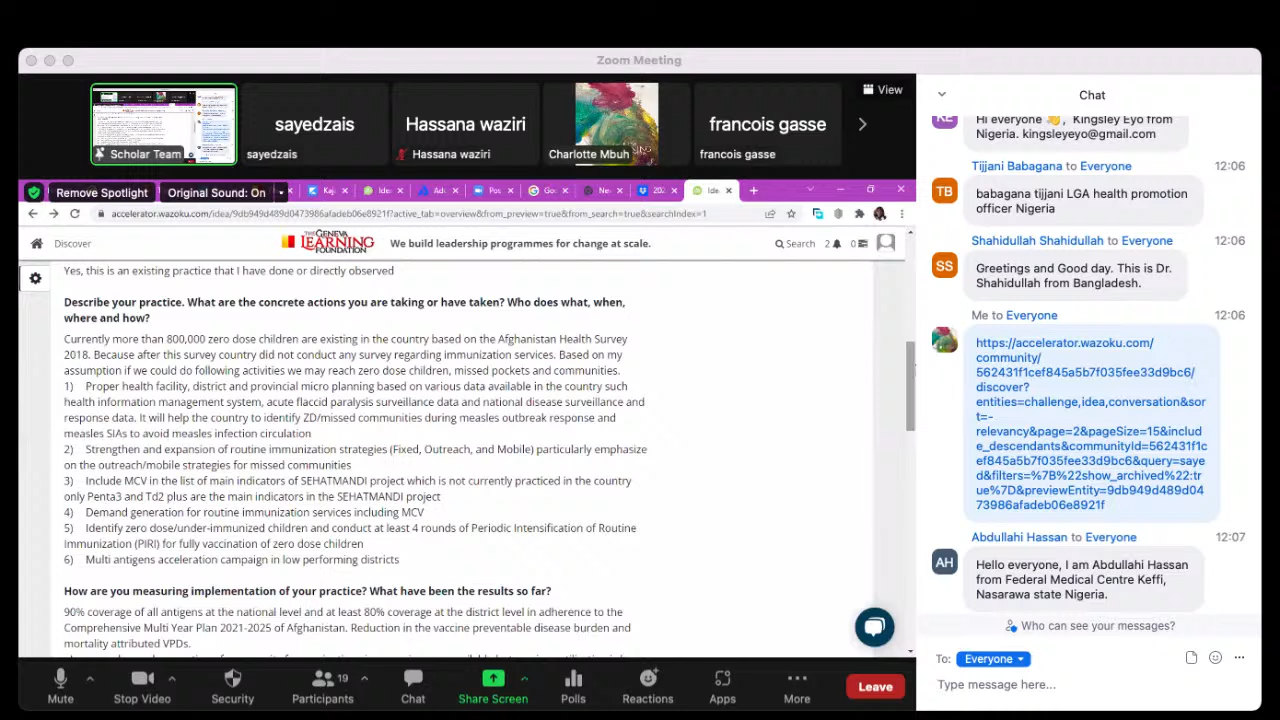 Zoom Meeting
View
Scholar Team
sayedzais
sayedzais
Hassana waziri
Hassana waziri
Charlotte Mbuh
francois gasse
francois gasse
Remove Spotlight
Original Sound: On
accelerator.wazoku.com/idea/9db949d489d0473986afadeb06e8921f?active_tab=overview&from_preview=true&from_search=true&searchIndex=1
Discover
THE GENEVA
LEARNING
FOUNDATION
We build leadership programmes for change at scale.
Search
2
0
Yes, this is an existing practice that I have done or directly observed
Describe your practice. What are the concrete actions you are taking or have taken? Who does what, when,
where and how?
Currently more than 800,000 zero dose children are existing in the country based on the Afghanistan Health Survey
2018. Because after this survey country did not conduct any survey regarding immunization services. Based on my
assumption if we could do following activities we may reach zero dose children, missed pockets and communities.
1) Proper health facility, district and provincial micro planning based on various data available in the country such
health information management system, acute flaccid paralysis surveillance data and national disease surveillance and
response data. It will help the country to identify ZD/missed communities during measles outbreak response and
measles SIAs to avoid measles infection circulation
2) Strengthen and expansion of routine immunization strategies (Fixed, Outreach, and Mobile) particularly emphasize
on the outreach/mobile strategies for missed communities
3) Include MCV in the list of main indicators of SEHATMANDI project which is not currently practiced in the country
only Penta3 and Td2 plus are the main indicators in the SEHATMANDI project
4) Demand generation for routine immunization services including MCV
5) Identify zero dose/under-immunized children and conduct at least 4 rounds of Periodic Intensification of Routine
Immunization (PIRI) for fully vaccination of zero dose children
6) Multi antigens acceleration campaign in low performing districts
How are you measuring implementation of your practice? What have been the results so far?
90% coverage of all antigens at the national level and at least 80% coverage at the district level in adherence to the
Comprehensive Multi Year Plan 2021-2025 of Afghanistan. Reduction in the vaccine preventable disease burden and
mortality attributed VPDs.
Mute
Stop Video
Security
19
Participants
Chat
Share Screen
Polls
Reactions
Apps
More
Leave
Chat
KE
Hi everyone 👋, Kingsley Eyo from
Nigeria. kingsleyeyo@gmail.com
Tijjani Babagana to Everyone
12:06
TB
babagana tijjani LGA health promotion
officer Nigeria
Shahidullah Shahidullah to Everyone
12:06
SS
Greetings and Good day. This is Dr.
Shahidullah from Bangladesh.
Me to Everyone
12:06
https://accelerator.wazoku.com/
community/
562431f1cef845a5b7f035fee33d9bc6/
discover?
entities=challenge,idea,conversation&sor
t=-
relevancy&page=2&pageSize=15&includ
e_descendants&communityId=562431f1c
ef845a5b7f035fee33d9bc6&query=saye
d&filters=%7B%22show_archived%22:tr
ue%7D&previewEntity=9db949d489d04
73986afadeb06e8921f
Abdullahi Hassan to Everyone
12:07
AH
Hello everyone, I am Abdullahi Hassan
from Federal Medical Centre Keffi,
Nasarawa state Nigeria.
Who can see your messages?
To: Everyone
Type message here...